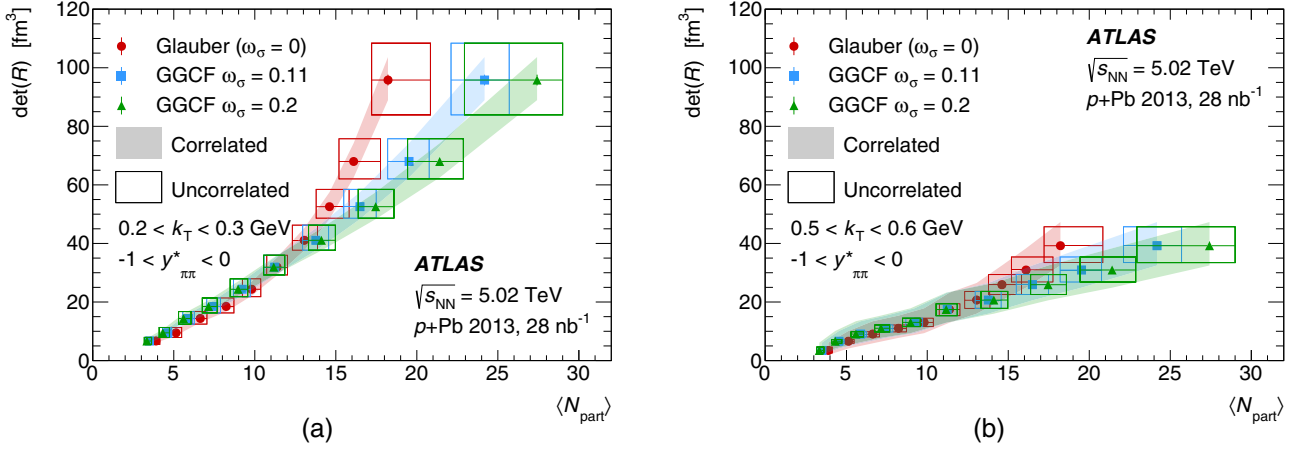 det(R) [fm³]
120
100
80
60
40
20
0
Glauber (ω_σ = 0)
GGCF ω_σ = 0.11
GGCF ω_σ = 0.2
Correlated
Uncorrelated
0.2 < k_T < 0.3 GeV
-1 < y*_ππ < 0
ATLAS
√s_NN = 5.02 TeV
p+Pb 2013, 28 nb⁻¹
0 5 10 15 20 25 30
⟨N_part⟩
(a)
det(R) [fm³]
120
100
80
60
40
20
0
Glauber (ω_σ = 0)
GGCF ω_σ = 0.11
GGCF ω_σ = 0.2
Correlated
Uncorrelated
0.5 < k_T < 0.6 GeV
-1 < y*_ππ < 0
ATLAS
√s_NN = 5.02 TeV
p+Pb 2013, 28 nb⁻¹
0 5 10 15 20 25 30
⟨N_part⟩
(b)